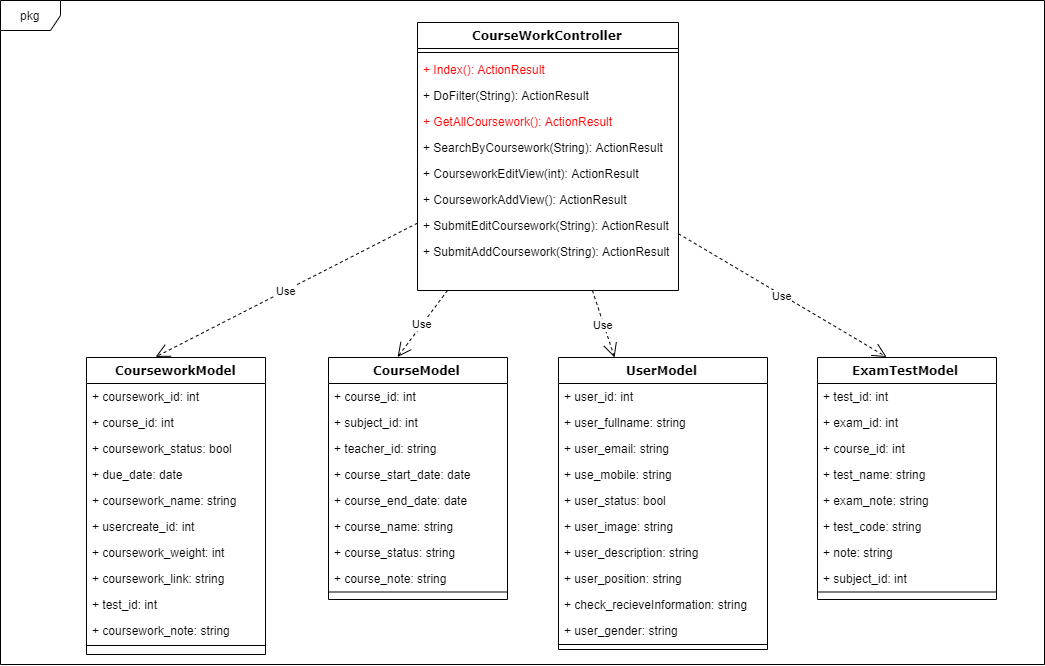 pkg
CourseWorkController
+ Index(): ActionResult
+ DoFilter(String): ActionResult
+ GetAllCoursework(): ActionResult
+ SearchByCoursework(String): ActionResult
+ CourseworkEditView(int): ActionResult
+ CourseworkAddView(): ActionResult
+ SubmitEditCoursework(String): ActionResult
+ SubmitAddCoursework(String): ActionResult
Use
Use
Use
Use
CourseworkModel
+ coursework_id: int
+ course_id: int
+ coursework_status: bool
+ due_date: date
+ coursework_name: string
+ usercreate_id: int
+ coursework_weight: int
+ coursework_link: string
+ test_id: int
+ coursework_note: string
CourseModel
+ course_id: int
+ subject_id: int
+ teacher_id: string
+ course_start_date: date
+ course_end_date: date
+ course_name: string
+ course_status: string
+ course_note: string
UserModel
+ user_id: int
+ user_fullname: string
+ user_email: string
+ use_mobile: string
+ user_status: bool
+ user_image: string
+ user_description: string
+ user_position: string
+ check_recieveInformation: string
+ user_gender: string
ExamTestModel
+ test_id: int
+ exam_id: int
+ course_id: int
+ test_name: string
+ exam_note: string
+ test_code: string
+ note: string
+ subject_id: int